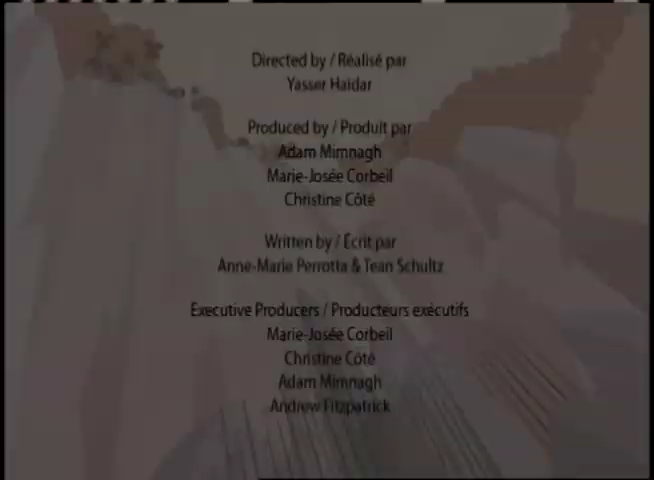 Directed by / Réalisé par
Yasser Haidar
Produced by / Produit par
Adam Mimnagh
Marie-Josée Corbeil
Christine Côté
Written by / Écrit par
Anne-Marie Perrotta & Tean Schultz
Executive Producers / Producteurs exécutifs
Marie-Josée Corbeil
Christine Côté
Adam Mimnagh
Andrew Fitzpatrick